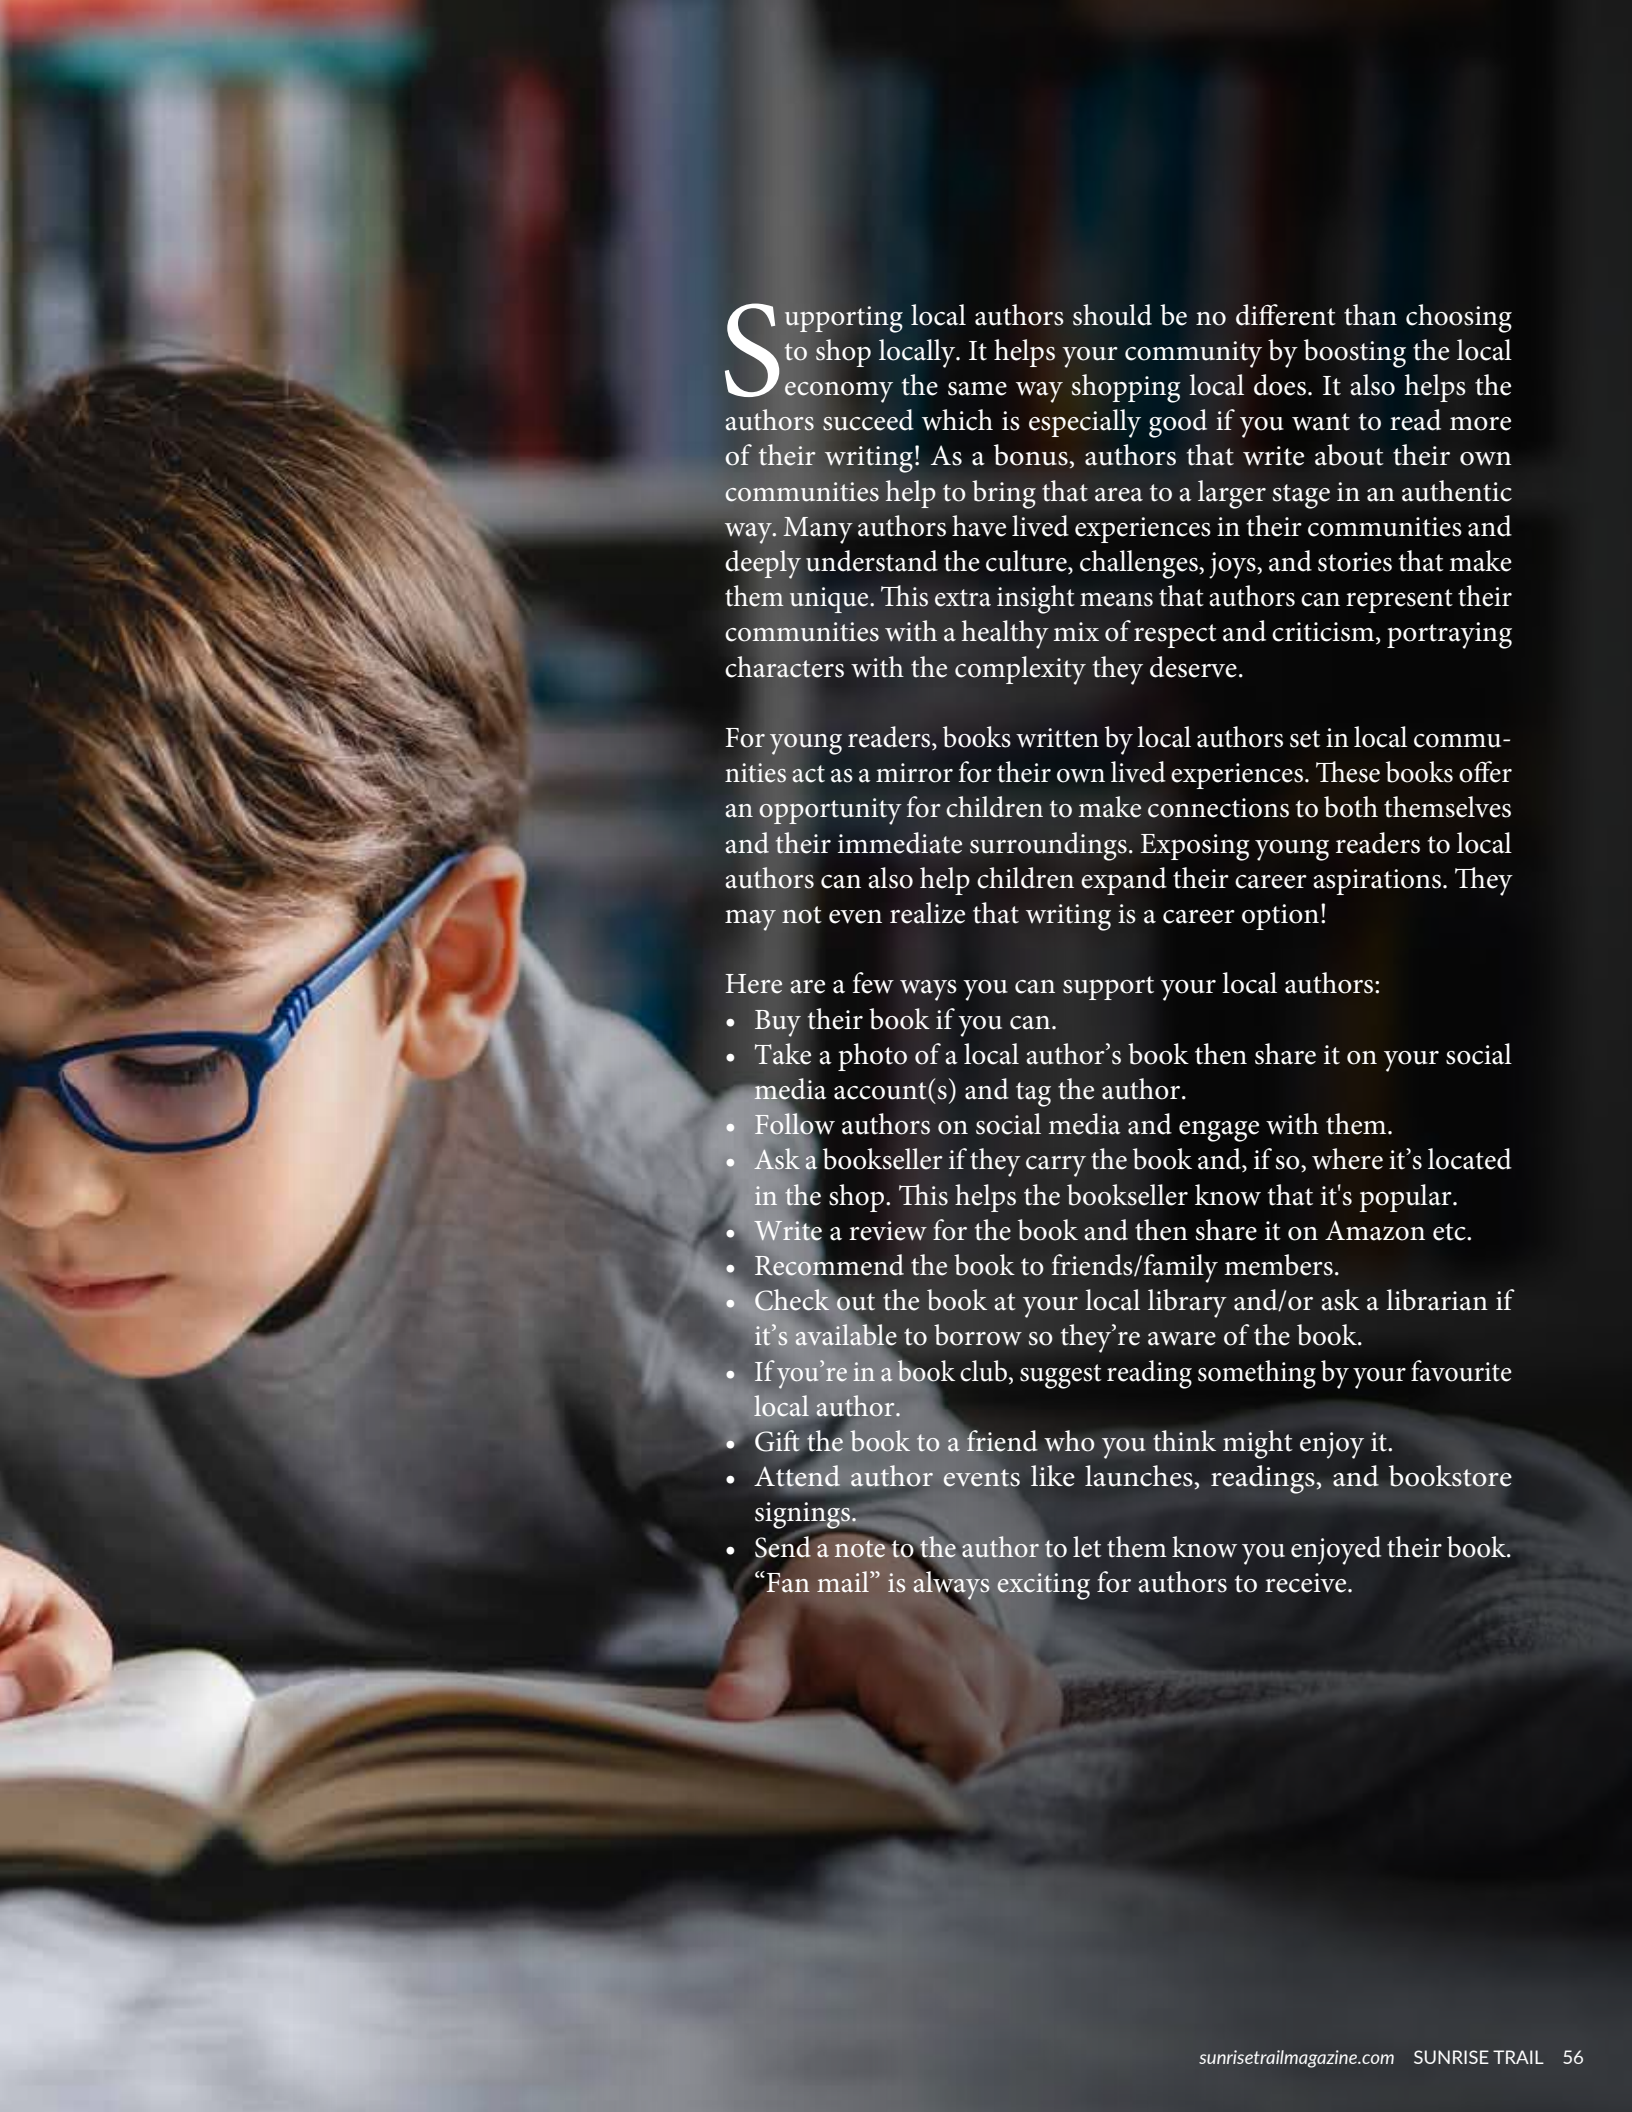 Supporting local authors should be no different than choosing
to shop locally. It helps your community by boosting the local
economy the same way shopping local does. It also helps the
authors succeed which is especially good if you want to read more
of their writing! As a bonus, authors that write about their own
communities help to bring that area to a larger stage in an authentic
way. Many authors have lived experiences in their communities and
deeply understand the culture, challenges, joys, and stories that make
them unique. This extra insight means that authors can represent their
communities with a healthy mix of respect and criticism, portraying
characters with the complexity they deserve.
For young readers, books written by local authors set in local commu-
nities act as a mirror for their own lived experiences. These books offer
an opportunity for children to make connections to both themselves
and their immediate surroundings. Exposing young readers to local
authors can also help children expand their career aspirations. They
may not even realize that writing is a career option!
Here are a few ways you can support your local authors:
• Buy their book if you can.
• Take a photo of a local author’s book then share it on your social
media account(s) and tag the author.
• Follow authors on social media and engage with them.
• Ask a bookseller if they carry the book and, if so, where it’s located
in the shop. This helps the bookseller know that it's popular.
• Write a review for the book and then share it on Amazon etc.
• Recommend the book to friends/family members.
• Check out the book at your local library and/or ask a librarian if
it’s available to borrow so they’re aware of the book.
• If you’re in a book club, suggest reading something by your favourite
local author.
• Gift the book to a friend who you think might enjoy it.
• Attend author events like launches, readings, and bookstore
signings.
• Send a note to the author to let them know you enjoyed their book.
“Fan mail” is always exciting for authors to receive.
sunrisetrailmagazine.com SUNRISE TRAIL 56